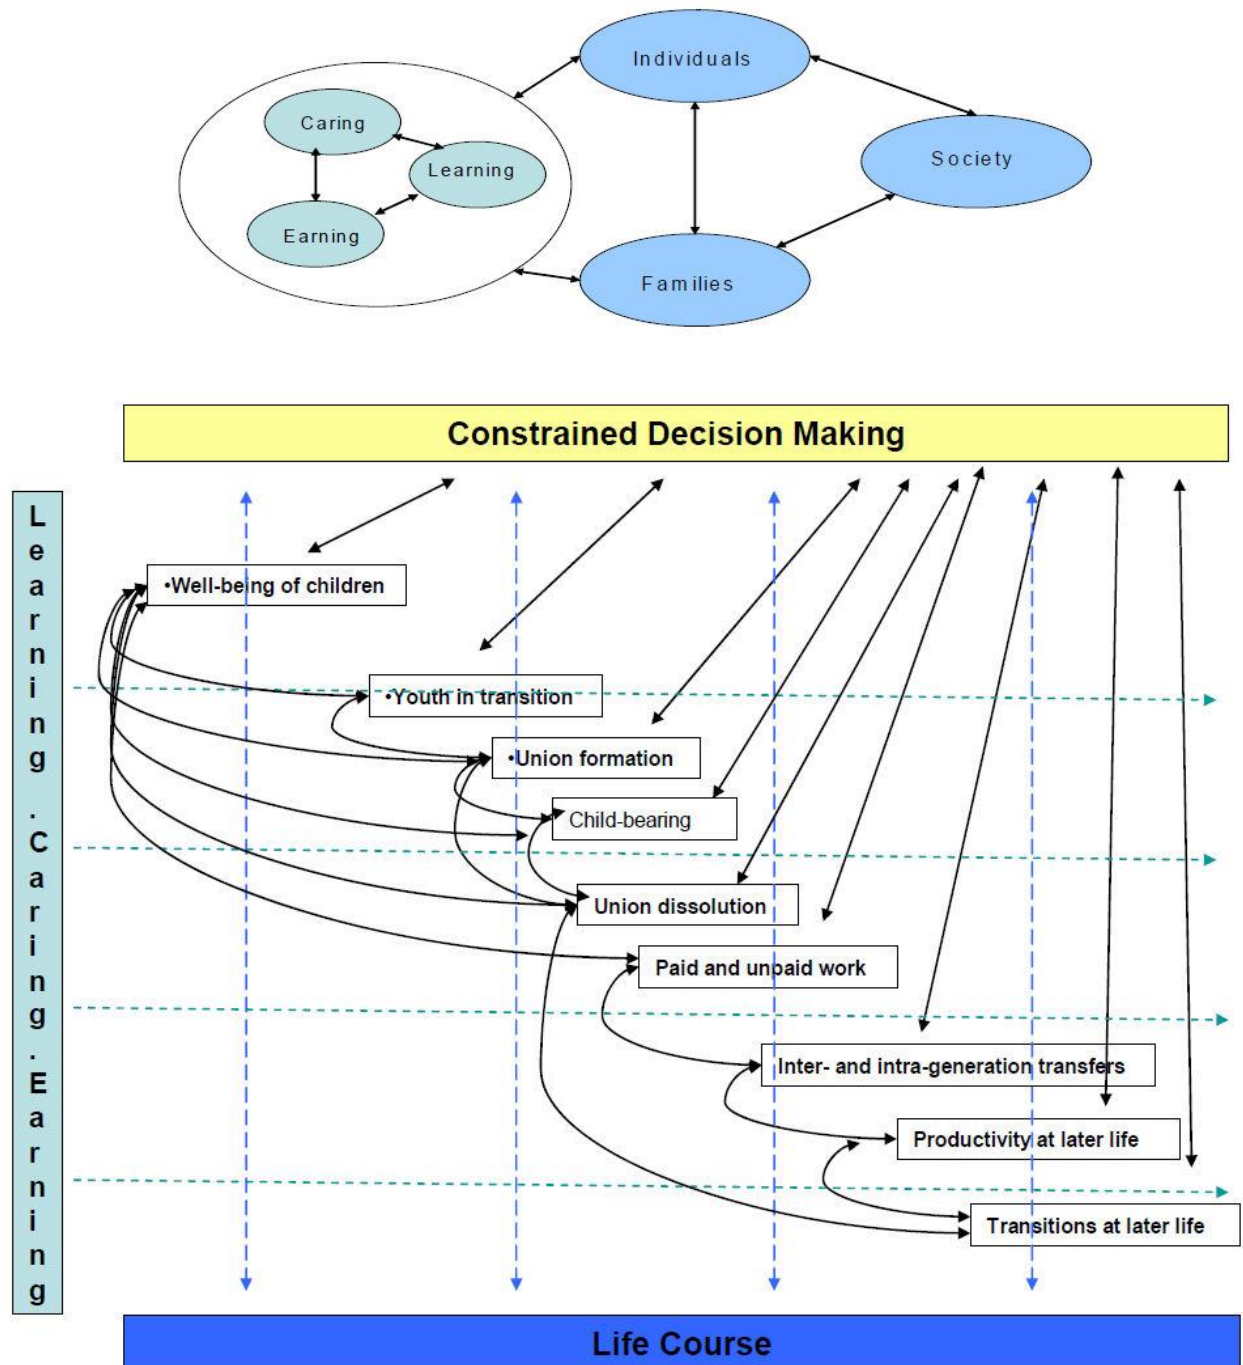 Individuals
Caring
Society
Learning
Earning
Families
Constrained Decision Making
Learning . Caring . Earning
•Well-being of children
•Youth in transition
•Union formation
Child-bearing
Union dissolution
Paid and unpaid work
Inter- and intra-generation transfers
Productivity at later life
Transitions at later life
Life Course